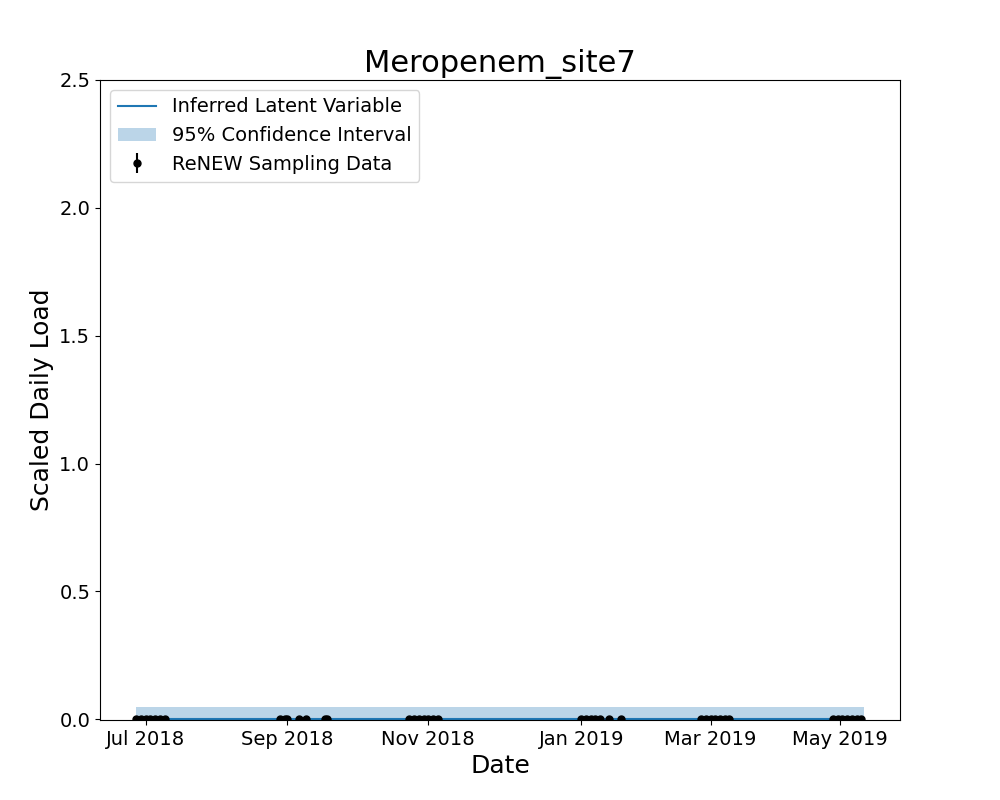 Meropenem_site7
Inferred Latent Variable
95% Confidence Interval
ReNEW Sampling Data
Scaled Daily Load
2.5
2.0
1.5
1.0
0.5
0.0
Jul 2018 Sep 2018 Nov 2018 Jan 2019 Mar 2019 May 2019
Date